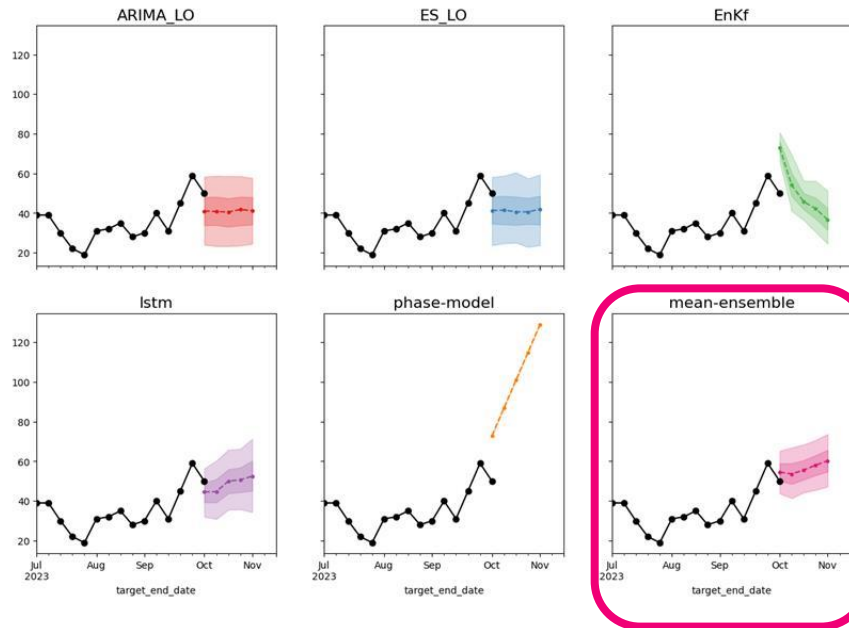 ARIMA_LO
ES_LO
EnKf
120
100
80
60
40
20
lstm
phase-model
mean-ensemble
120
100
80
60
40
20
Jul
2023
Aug
Sep
Oct
Nov
target_end_date
Jul
2023
Aug
Sep
Oct
Nov
target_end_date
Jul
2023
Aug
Sep
Oct
Nov
target_end_date